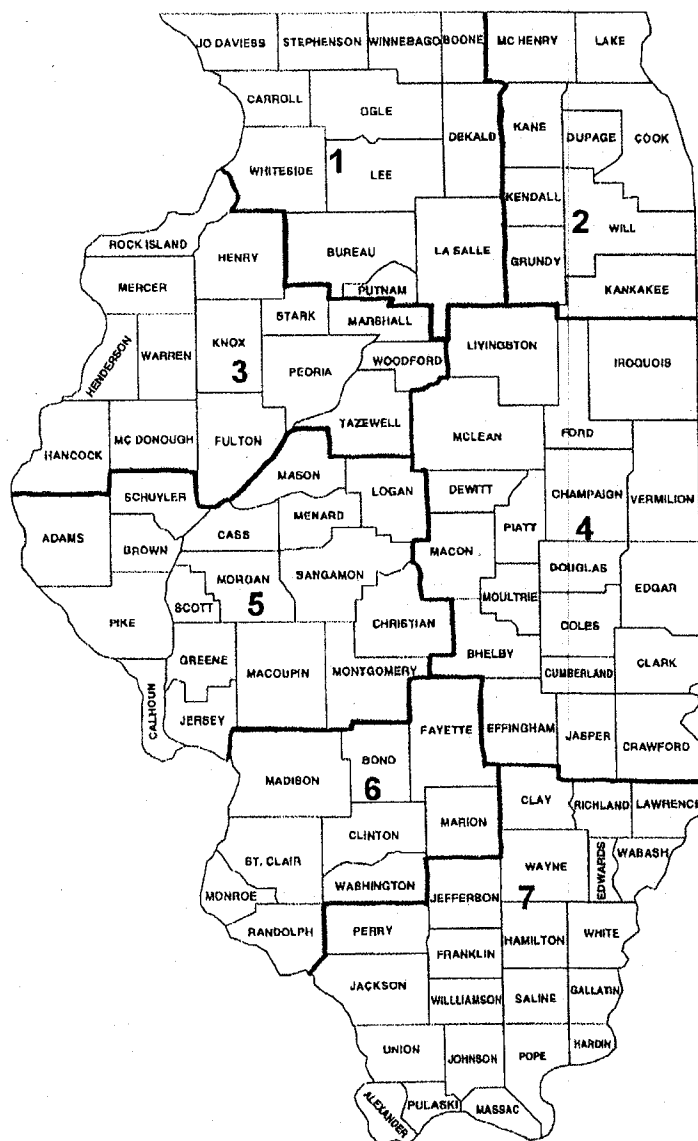 JO DAVIESS STEPHENSON WINNEBAGO BOONE MC HENRY LAKE
CARROLL OGLE DEKALB KANE DUPAGE COOK
WHITESIDE 1 LEE KENDALL 2 WILL
ROCK ISLAND HENRY BUREAU LA SALLE GRUNDY
MERCER PUTNAM KANKAKEE
STARK MARSHALL
HENDERSON WARREN KNOX 3 PEORIA WOODFORD LIVINGSTON IROQUOIS
HANCOCK MC DONOUGH FULTON TAZEWELL MCLEAN FORD
SCHUYLER MASON LOGAN DEWITT CHAMPAIGN VERMILION
ADAMS BROWN CASS MENARD MACON PIATT 4
MORGAN SANGAMON MOULTRIE DOUGLAS EDGAR
PIKE SCOTT 5 CHRISTIAN COLES
GREENE MACOUPIN MONTGOMERY SHELBY CUMBERLAND CLARK
CALHOUN JERSEY FAYETTE EFFINGHAM JASPER CRAWFORD
MADISON BOND 6 CLAY RICHLAND LAWRENCE
CLINTON MARION
ST. CLAIR WAYNE EDWARDS WABASH
MONROE WASHINGTON JEFFERSON 7
RANDOLPH PERRY HAMILTON WHITE
FRANKLIN
JACKSON WILLLIAMSON SALINE GALLATIN
UNION JOHNSON POPE HARDIN
ALEXANDER PULASKI MASSAC